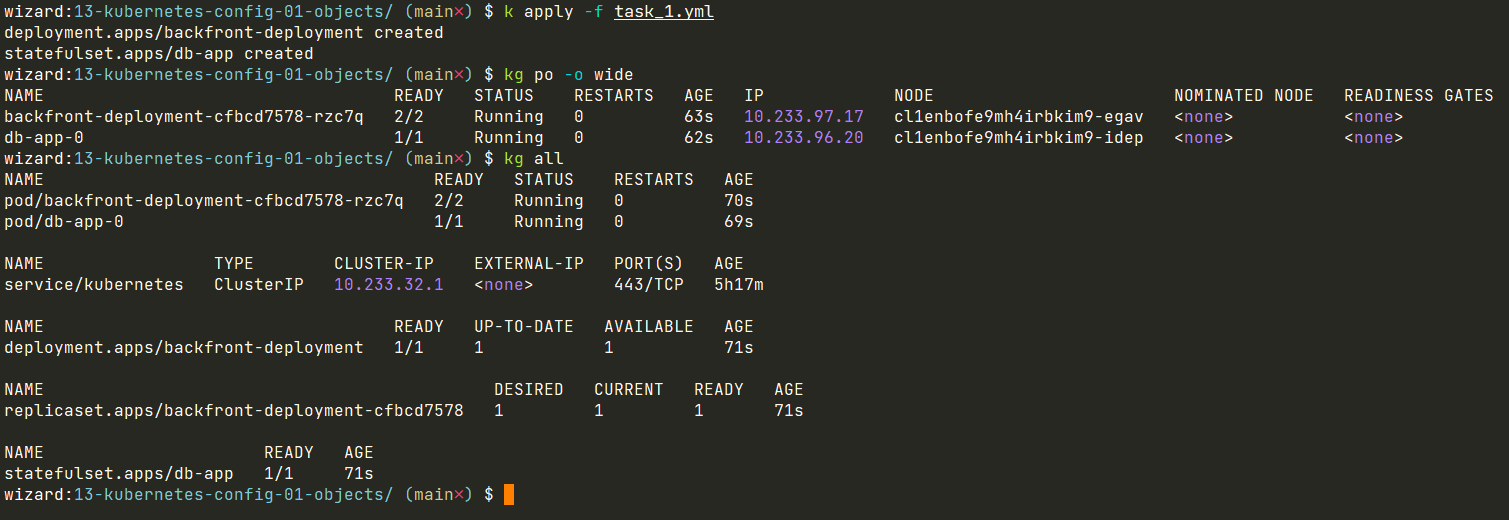 wizard:13-kubernetes-config-01-objects/ (main×) $ k apply -f task_1.yml
deployment.apps/backfront-deployment created
statefulset.apps/db-app created
wizard:13-kubernetes-config-01-objects/ (main×) $ kg po -o wide
NAME                                   READY   STATUS    RESTARTS   AGE   IP             NODE                        NOMINATED NODE   READINESS GATES
backfront-deployment-cfbcd7578-rzc7q   2/2     Running   0          63s   10.233.97.17   cl1enbofe9mh4irbkim9-egav   <none>           <none>
db-app-0                               1/1     Running   0          62s   10.233.96.20   cl1enbofe9mh4irbkim9-idep   <none>           <none>
wizard:13-kubernetes-config-01-objects/ (main×) $ kg all
NAME                                       READY   STATUS    RESTARTS   AGE
pod/backfront-deployment-cfbcd7578-rzc7q   2/2     Running   0          70s
pod/db-app-0                               1/1     Running   0          69s
NAME                 TYPE        CLUSTER-IP    EXTERNAL-IP   PORT(S)   AGE
service/kubernetes   ClusterIP   10.233.32.1   <none>        443/TCP   5h17m
NAME                                   READY   UP-TO-DATE   AVAILABLE   AGE
deployment.apps/backfront-deployment   1/1     1            1           71s
NAME                                             DESIRED   CURRENT   READY   AGE
replicaset.apps/backfront-deployment-cfbcd7578   1         1         1       71s
NAME                      READY   AGE
statefulset.apps/db-app   1/1     71s
wizard:13-kubernetes-config-01-objects/ (main×) $